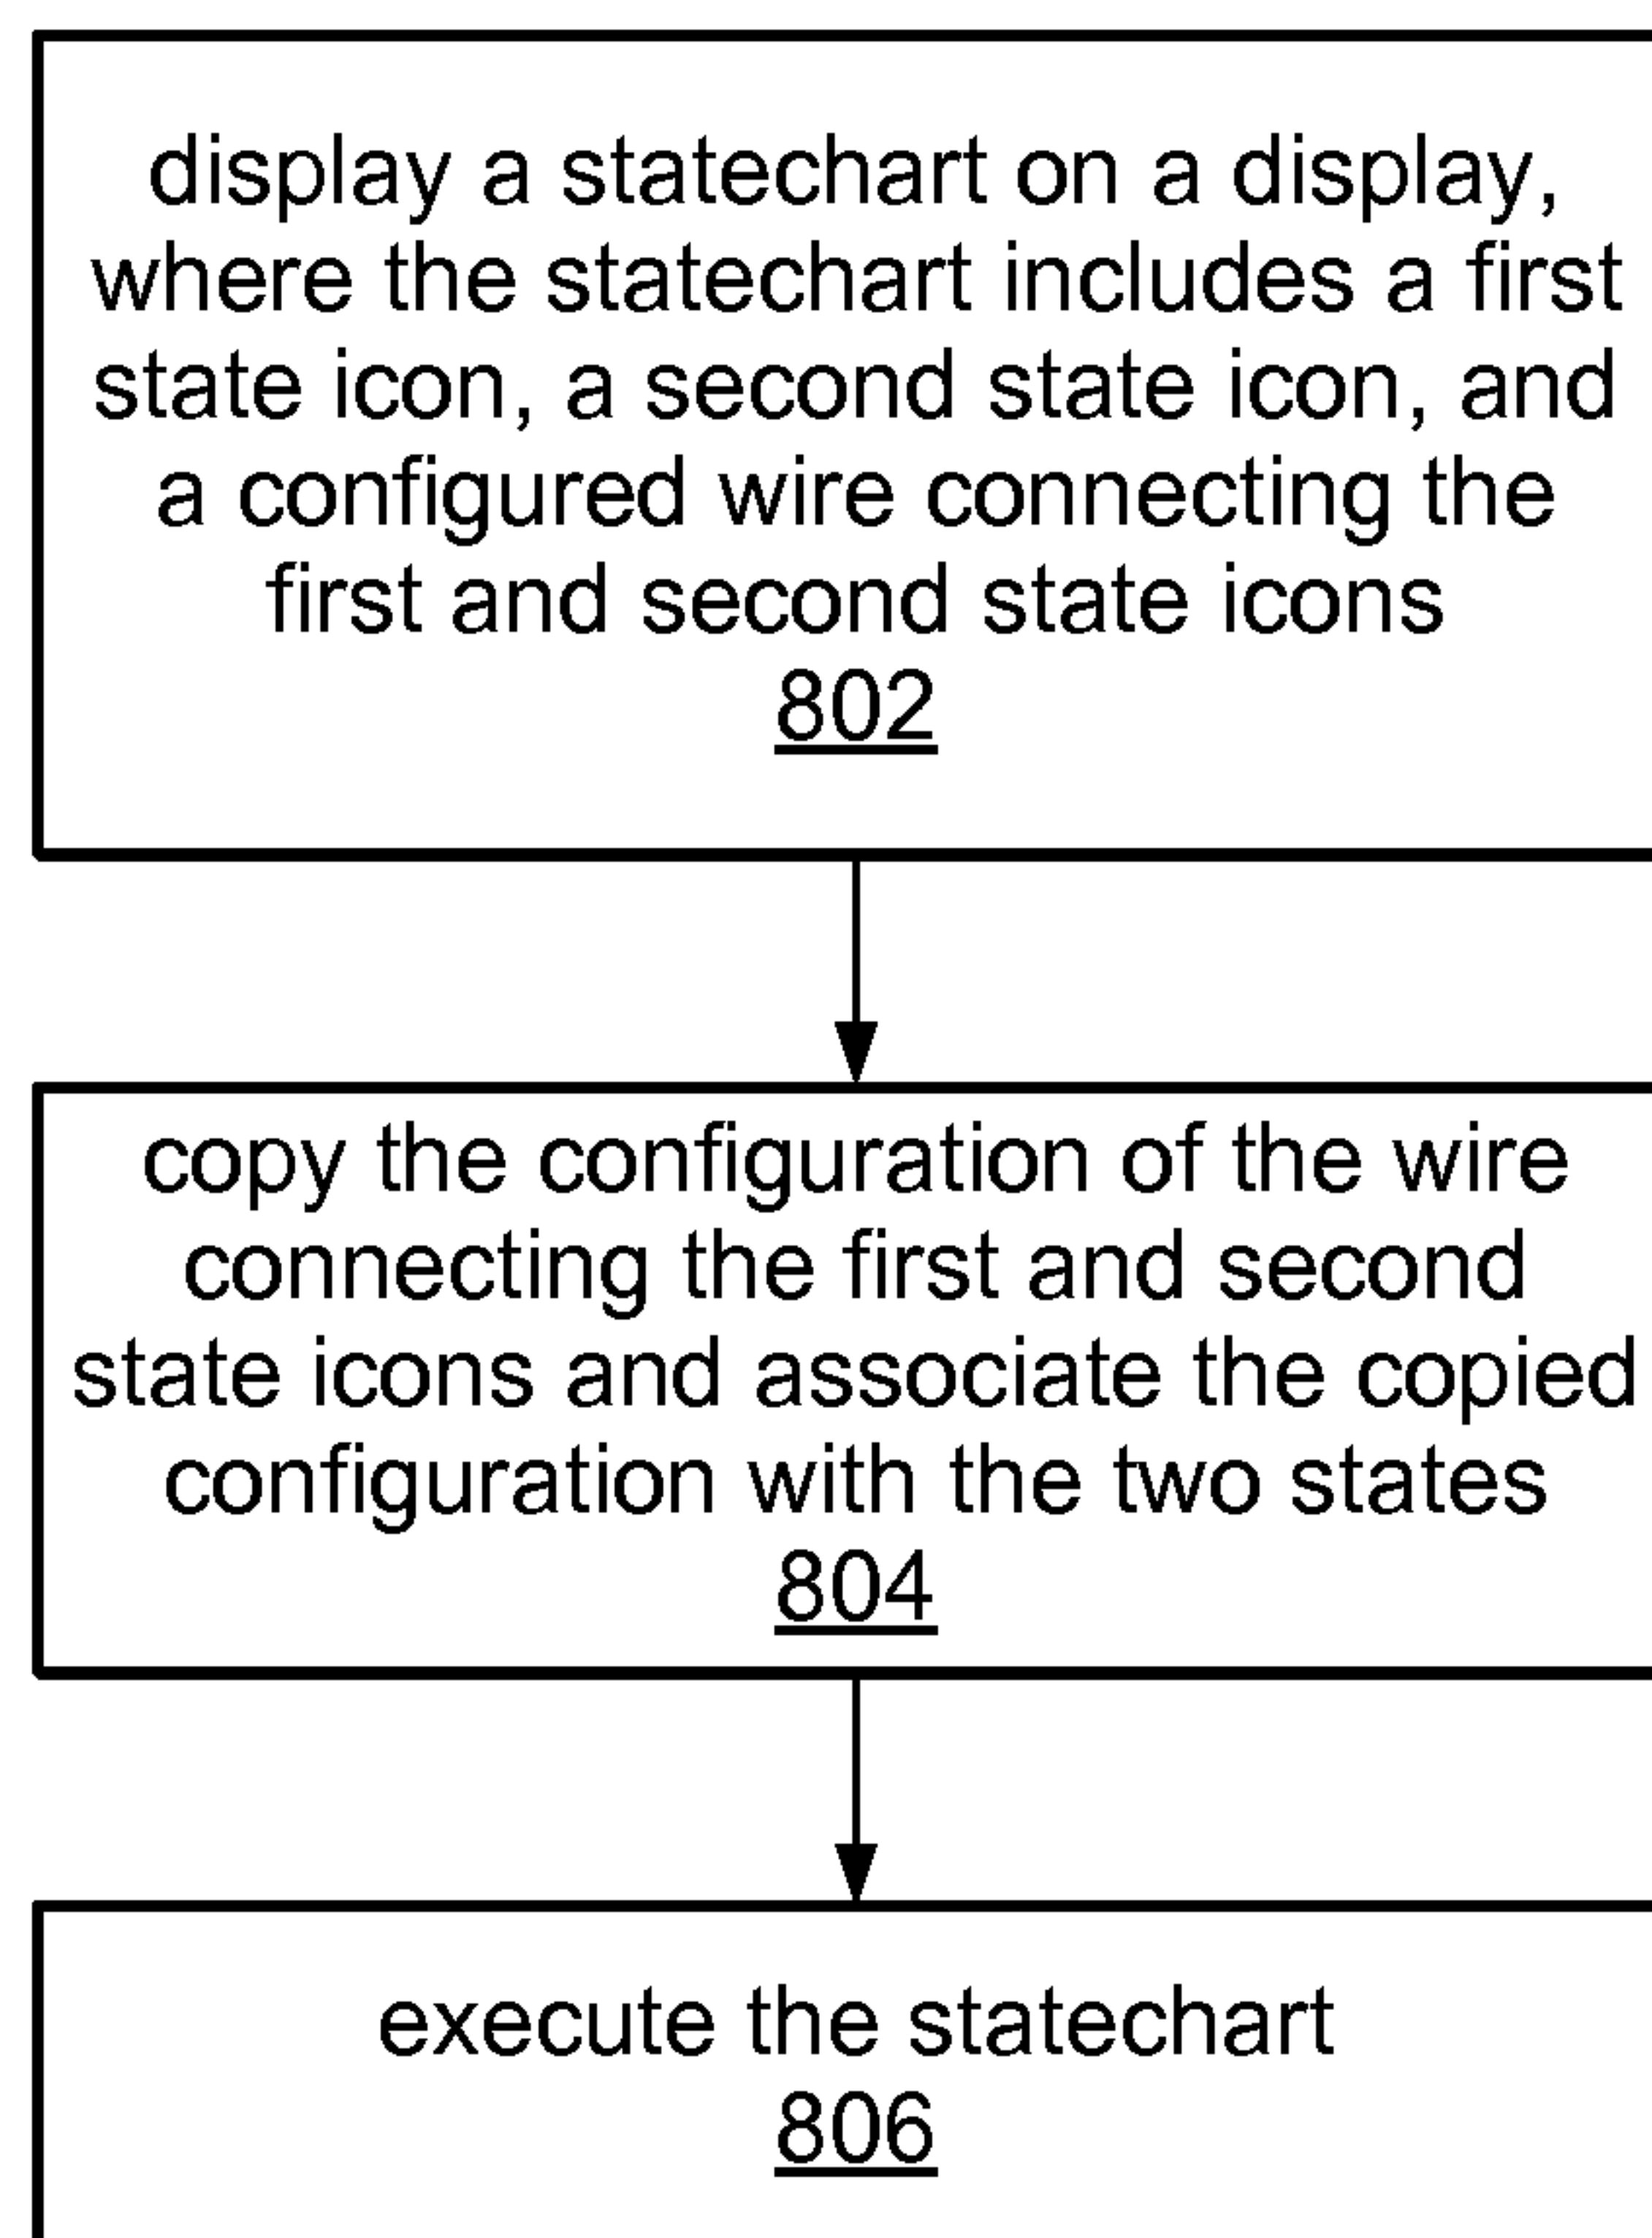 display a statechart on a display,
where the statechart includes a first
state icon, a second state icon, and
a configured wire connecting the
first and second state icons
802
copy the configuration of the wire
connecting the first and second
state icons and associate the copied
configuration with the two states
804
execute the statechart
806